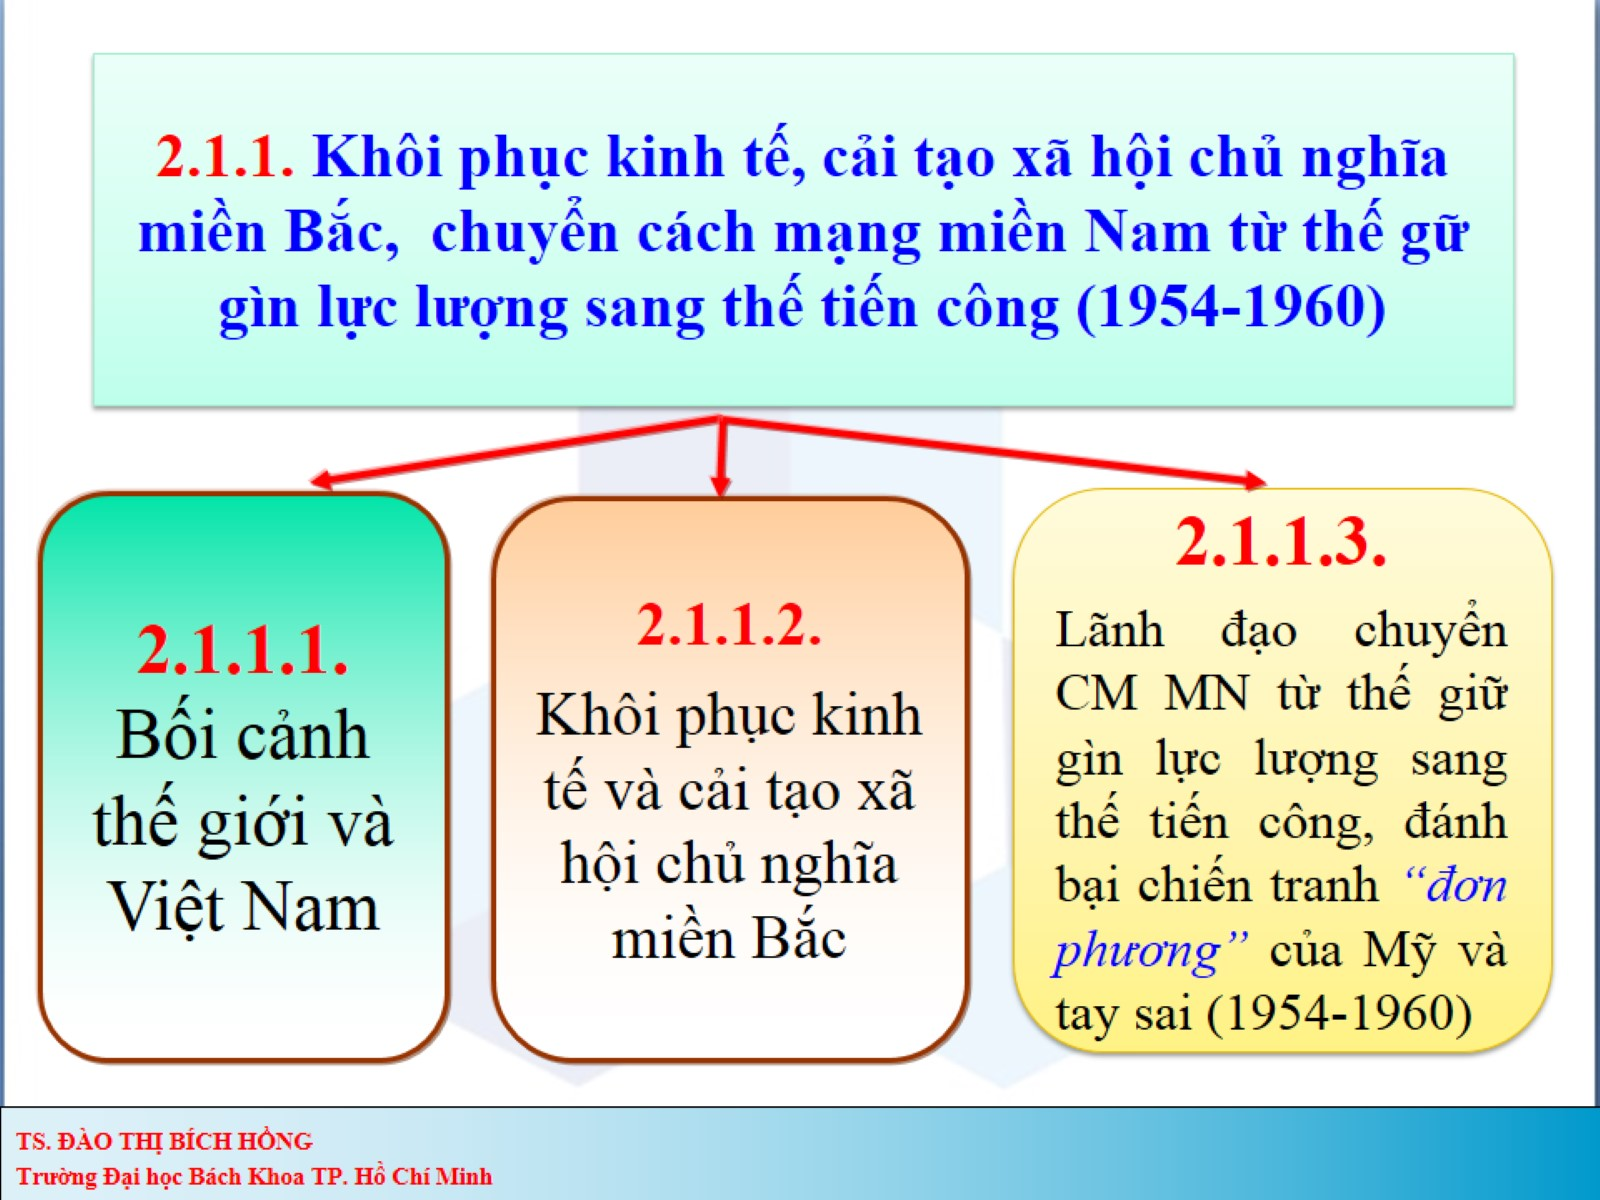 2.1.1. Khôi phục kinh tế, cải tạo xã hội chủ nghĩa
miền Bắc, chuyển cách mạng miền Nam từ thế gữ
gìn lực lượng sang thế tiến công (1954-1960)
2.1.1.1.
Bối cảnh
thế giới và
Việt Nam
2.1.1.2.
Khôi phục kinh
tế và cải tạo xã
hội chủ nghĩa
miền Bắc
2.1.1.3.
Lãnh đạo chuyển
CM MN từ thế giữ
gìn lực lượng sang
thế tiến công, đánh
bại chiến tranh “đơn
phương” của Mỹ và
tay sai (1954-1960)
TS. ĐÀO THỊ BÍCH HỒNG
Trường Đại học Bách Khoa TP. Hồ Chí Minh